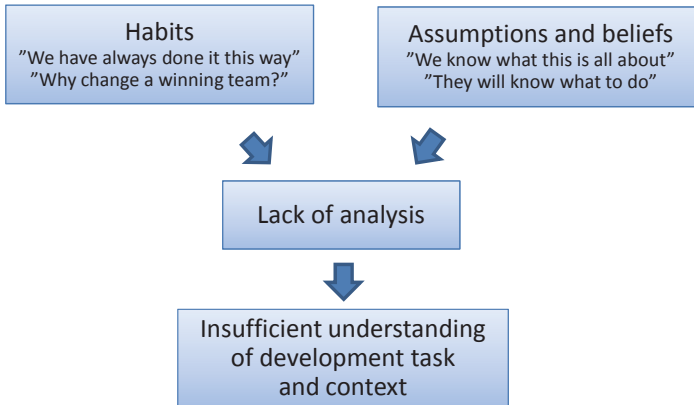 Habits
”We have always done it this way”
”Why change a winning team?”
Assumptions and beliefs
”We know what this is all about”
”They will know what to do”
Lack of analysis
Insufficient understanding
of development task
and context